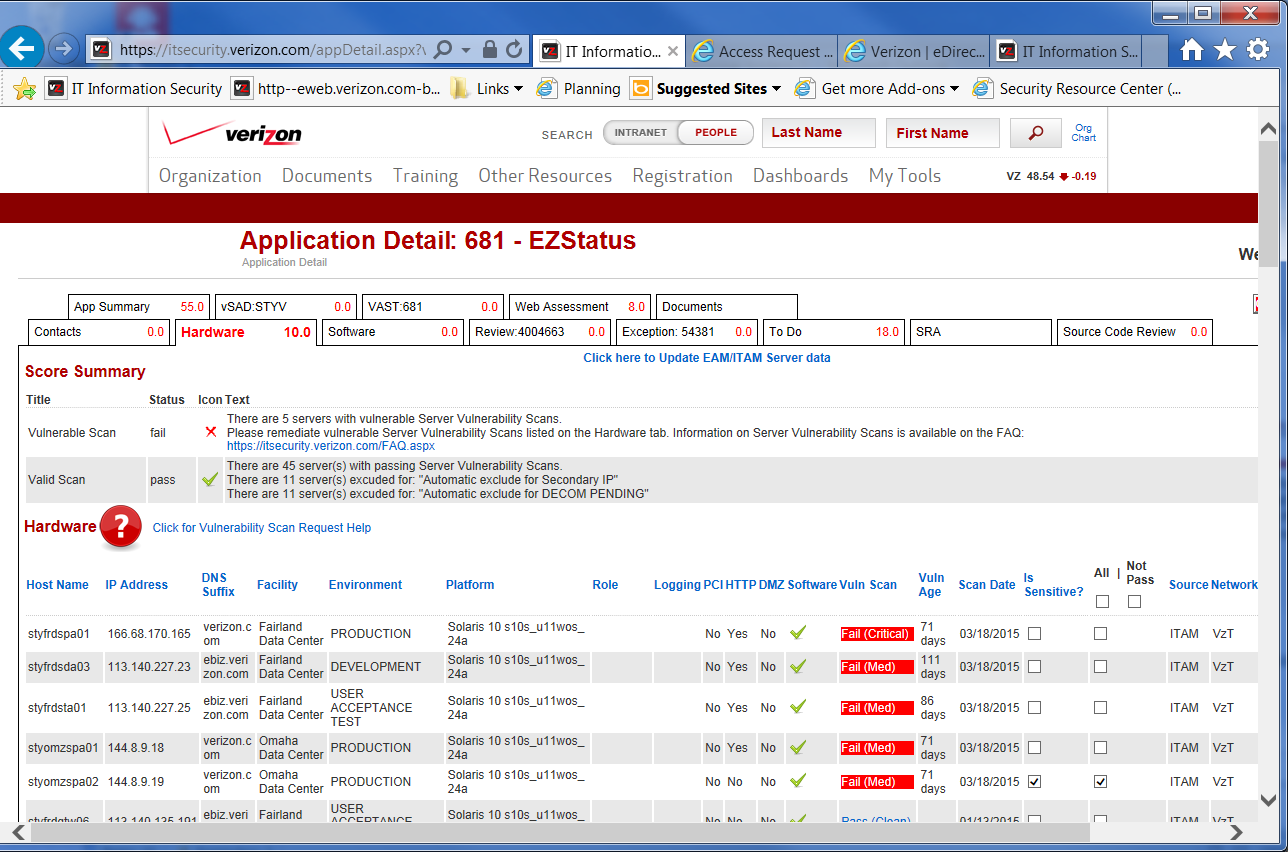 https://itsecurity.verizon.com/appDetail.aspx?v
IT Informatio...
Access Request ...
Verizon | eDirec...
IT Information S...
IT Information Security
http--eweb.verizon.com-b...
Links
Planning
Suggested Sites
Get more Add-ons
Security Resource Center (...
verizon
SEARCH
INTRANET
PEOPLE
Last Name
First Name
Org
Chart
Organization
Documents
Training
Other Resources
Registration
Dashboards
My Tools
VZ 48.54 -0.19
Application Detail: 681 - EZStatus
Application Detail
We
App Summary 55.0
vSAD:STYV 0.0
VAST:681 0.0
Web Assessment 8.0
Documents
Contacts 0.0
Hardware 10.0
Software 0.0
Review:4004663 0.0
Exception: 54381 0.0
To Do 18.0
SRA
Source Code Review 0.0
Click here to Update EAM/ITAM Server data
Score Summary
Title Status Icon Text
There are 5 servers with vulnerable Server Vulnerability Scans.
Vulnerable Scan fail Please remediate vulnerable Server Vulnerability Scans listed on the Hardware tab. Information on Server Vulnerability Scans is available on the FAQ:
https://itsecurity.verizon.com/FAQ.aspx
There are 45 server(s) with passing Server Vulnerability Scans.
Valid Scan pass There are 11 server(s) excuded for: "Automatic exclude for Secondary IP"
There are 11 server(s) excuded for: "Automatic exclude for DECOM PENDING"
Hardware ? Click for Vulnerability Scan Request Help
Host Name IP Address DNS Suffix Facility Environment Platform Role Logging PCI HTTP DMZ Software Vuln Scan Vuln Age Scan Date Is Sensitive? All | Not Pass Source Network
styfrdspa01 166.68.170.165 verizon.com Fairland Data Center PRODUCTION Solaris 10 s10s_u11wos_24a No Yes No Fail (Critical) 71 days 03/18/2015 ITAM VzT
styfrdsda03 113.140.227.23 ebiz.verizon.com Fairland Data Center DEVELOPMENT Solaris 10 s10s_u11wos_24a No Yes No Fail (Med) 111 days 03/18/2015 ITAM VzT
styfrdsta01 113.140.227.25 ebiz.verizon.com Fairland Data Center USER ACCEPTANCE TEST Solaris 10 s10s_u11wos_24a No Yes No Fail (Med) 86 days 03/18/2015 ITAM VzT
styomzspa01 144.8.9.18 verizon.com Omaha Data Center PRODUCTION Solaris 10 s10s_u11wos_24a No Yes No Fail (Med) 71 days 03/18/2015 ITAM VzT
styomzspa02 144.8.9.19 verizon.com Omaha Data Center PRODUCTION Solaris 10 s10s_u11wos_24a No No No Fail (Med) 71 days 03/18/2015 ITAM VzT
ebiz.veri Fairland USER ACCEPTANCE Solaris 10 s10s_u11wos_ No No No Pass (Clean) 01/13/2015 ITAM VzT